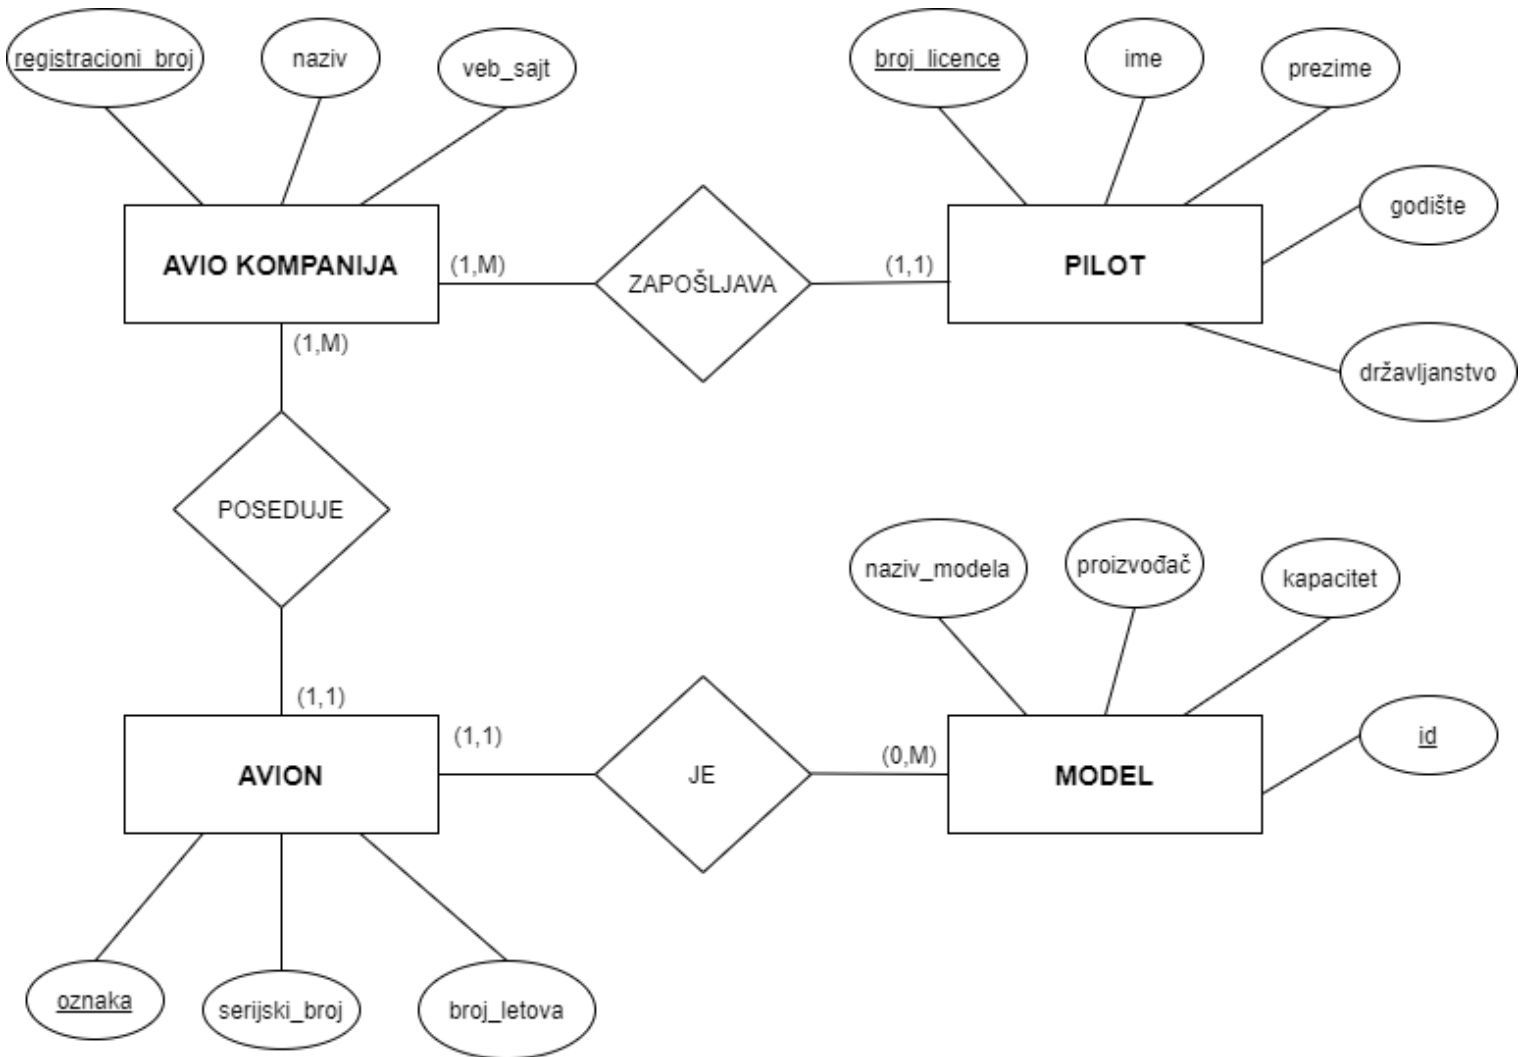 registracioni_broj
naziv
veb_sajt
broj_licence
ime
prezime
godište
AVIO KOMPANIJA
(1,M)
ZAPOŠLJAVA
(1,1)
PILOT
(1,M)
državljanstvo
POSEDUJE
naziv_modela
proizvođač
kapacitet
(1,1)
AVION
(1,1)
JE
(0,M)
MODEL
id
oznaka
serijski_broj
broj_letova